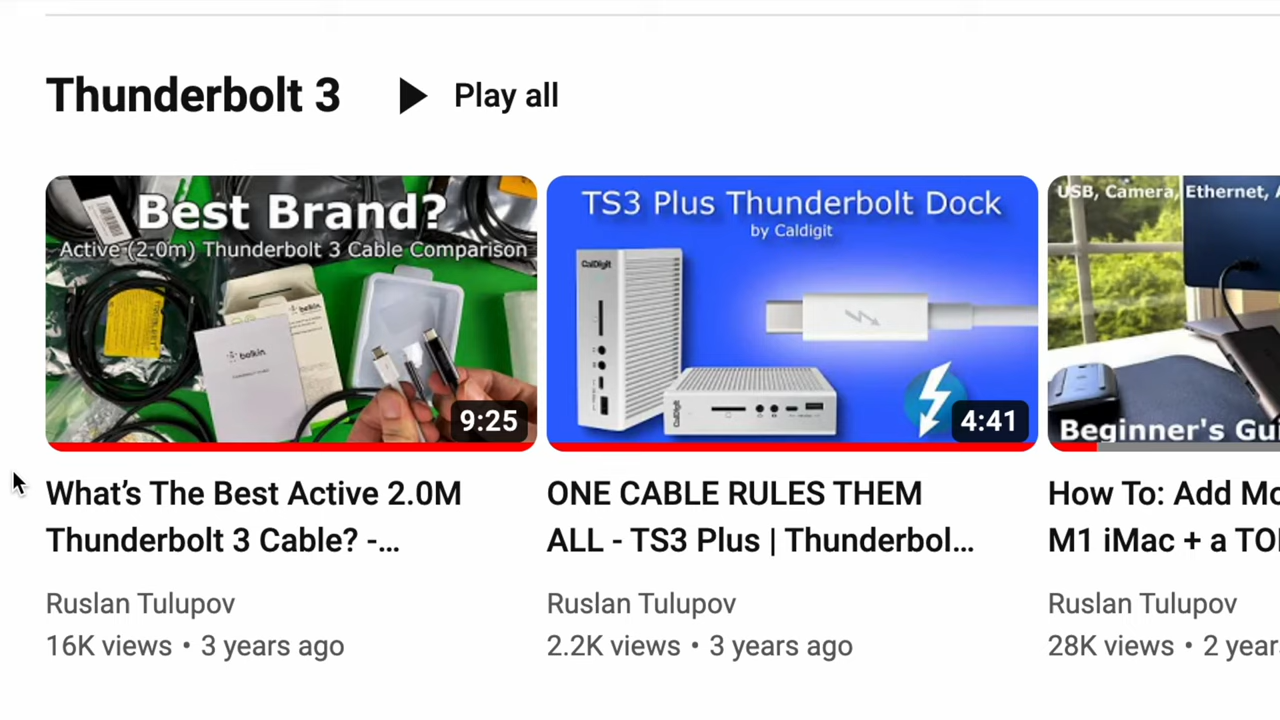 Thunderbolt 3
Play all
Best Brand?
Active (2.0m) Thunderbolt 3 Cable Comparison
belkin
belkin
9:25
TS3 Plus Thunderbolt Dock
by Caldigit
CalDigit
CalDigit
4:41
USB, Camera, Ethernet, A
Beginner's Gui
What's The Best Active 2.0M
Thunderbolt 3 Cable? -...
Ruslan Tulupov
16K views • 3 years ago
ONE CABLE RULES THEM
ALL - TS3 Plus | Thunderbol...
Ruslan Tulupov
2.2K views • 3 years ago
How To: Add Mo
M1 iMac + a TO
Ruslan Tulupov
28K views • 2 year